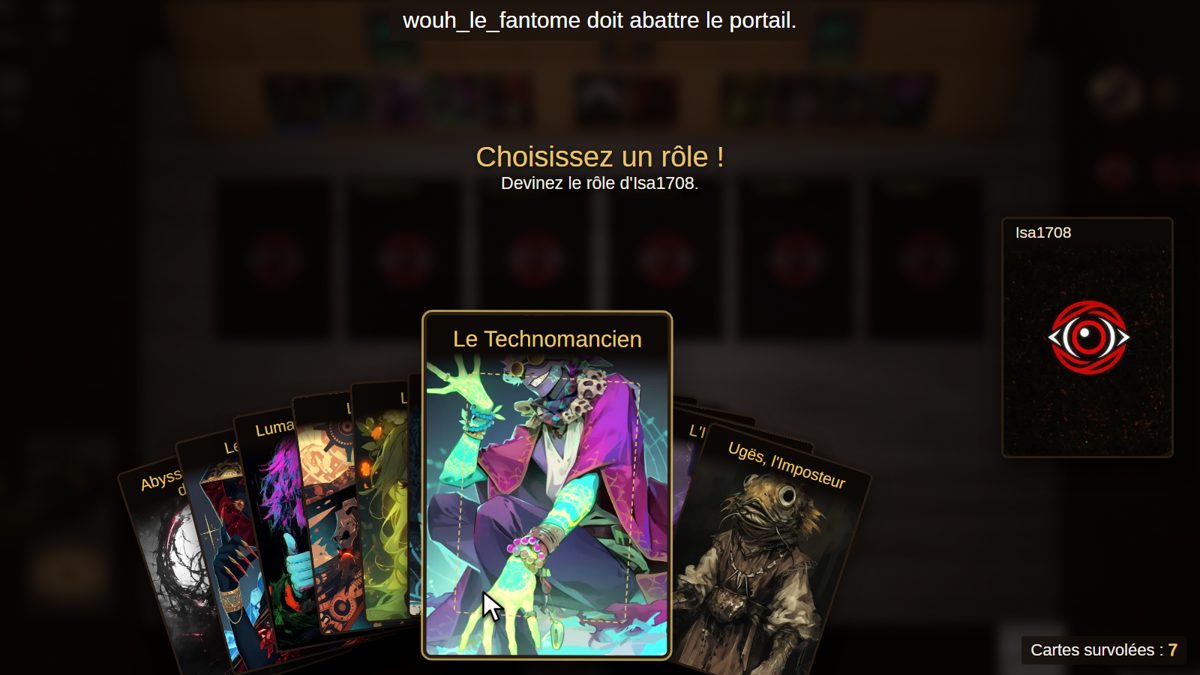 wouh_le_fantome doit abattre le portail.
Choisissez un rôle !
Devinez le rôle d'Isa1708.
Isa1708
Le Technomancien
Ugës, l'Imposteur
Cartes survolées : 7